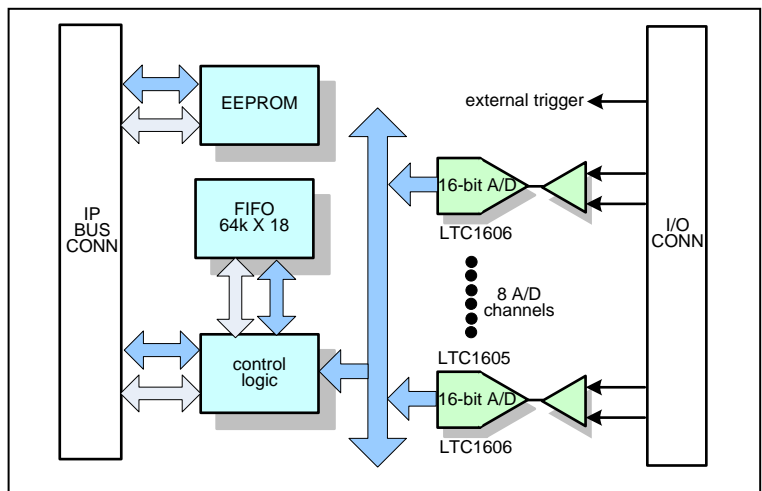 IP
BUS
CONN
EEPROM
FIFO
64k X 18
control
logic
external trigger
16-bit A/D
LTC1606
8 A/D
channels
LTC1605
16-bit A/D
LTC1606
I/O
CONN